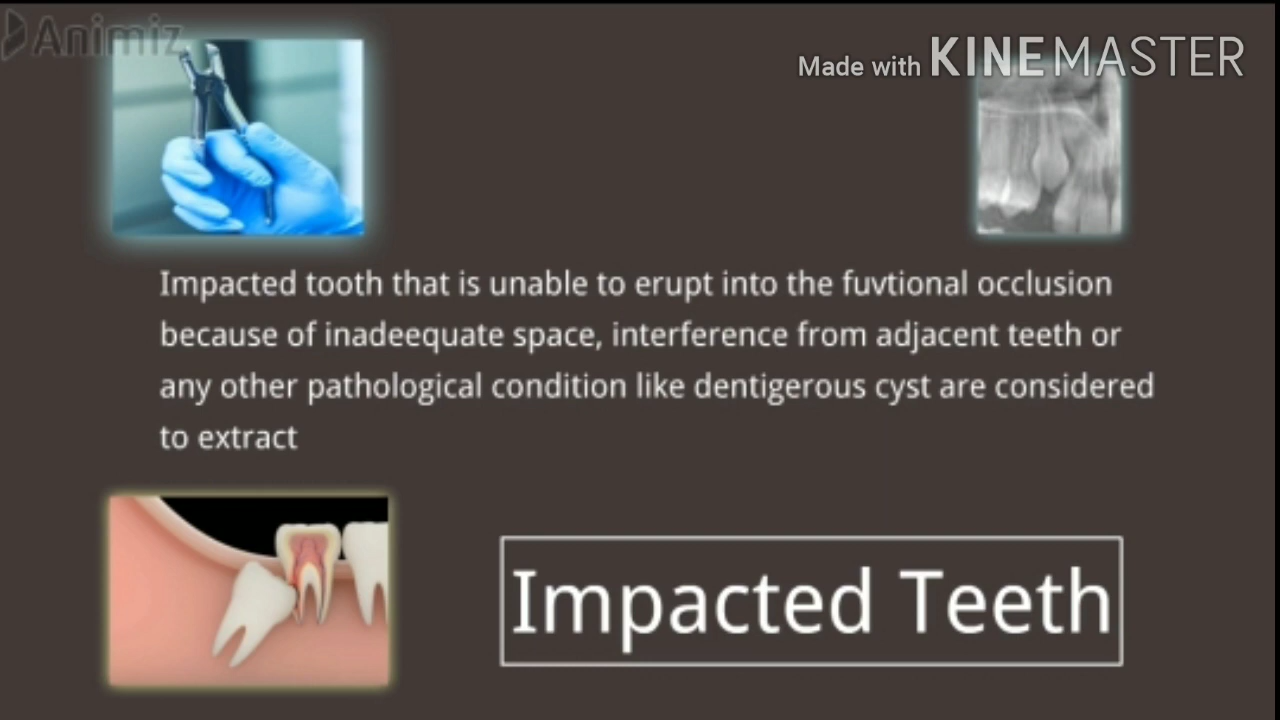 Animiz
Made with KINEMASTER
Impacted tooth that is unable to erupt into the fuvtional occlusion
because of inadeequate space, interference from adjacent teeth or
any other pathological condition like dentigerous cyst are considered
to extract
Impacted Teeth